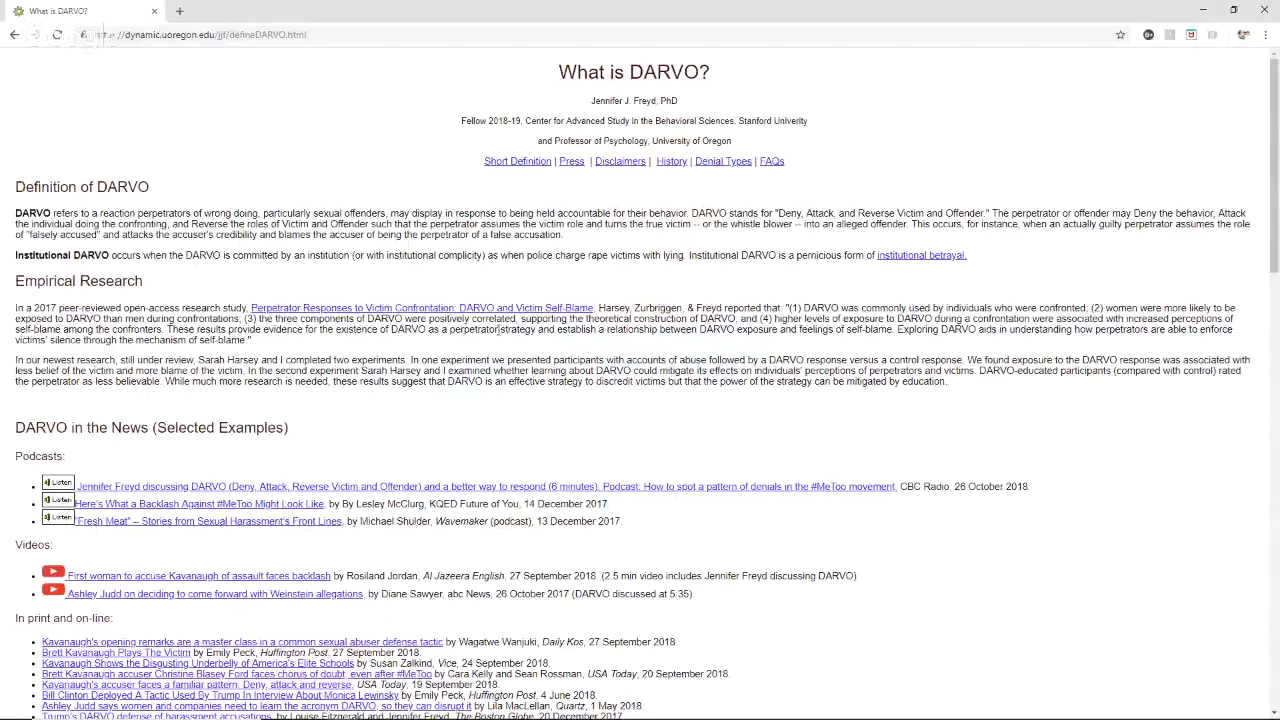 What is DARVO?
https://dynamic.uoregon.edu/jjf/defineDARVO.html
What is DARVO?
Jennifer J. Freyd, PhD
Fellow 2018-19, Center for Advanced Study in the Behavioral Sciences, Stanford Univerity
and Professor of Psychology, University of Oregon
Short Definition | Press | Disclaimers | History | Denial Types | FAQs
Definition of DARVO
DARVO refers to a reaction perpetrators of wrong doing, particularly sexual offenders, may display in response to being held accountable for their behavior. DARVO stands for "Deny, Attack, and Reverse Victim and Offender." The perpetrator or offender may Deny the behavior, Attack
the individual doing the confronting, and Reverse the roles of Victim and Offender such that the perpetrator assumes the victim role and turns the true victim -- or the whistle blower -- into an alleged offender. This occurs, for instance, when an actually guilty perpetrator assumes the role
of "falsely accused" and attacks the accuser's credibility and blames the accuser of being the perpetrator of a false accusation.
Institutional DARVO occurs when the DARVO is committed by an institution (or with institutional complicity) as when police charge rape victims with lying. Institutional DARVO is a pernicious form of institutional betrayal.
Empirical Research
In a 2017 peer-reviewed open-access research study, Perpetrator Responses to Victim Confrontation: DARVO and Victim Self-Blame, Harsey, Zurbriggen, & Freyd reported that: "(1) DARVO was commonly used by individuals who were confronted; (2) women were more likely to be
exposed to DARVO than men during confrontations; (3) the three components of DARVO were positively correlated, supporting the theoretical construction of DARVO; and (4) higher levels of exposure to DARVO during a confrontation were associated with increased perceptions of
self-blame among the confronters. These results provide evidence for the existence of DARVO as a perpetrator strategy and establish a relationship between DARVO exposure and feelings of self-blame. Exploring DARVO aids in understanding how perpetrators are able to enforce
victims' silence through the mechanism of self-blame."
In our newest research, still under review, Sarah Harsey and I completed two experiments. In one experiment we presented participants with accounts of abuse followed by a DARVO response versus a control response. We found exposure to the DARVO response was associated with
less belief of the victim and more blame of the victim. In the second experiment Sarah Harsey and I examined whether learning about DARVO could mitigate its effects on individuals' perceptions of perpetrators and victims. DARVO-educated participants (compared with control) rated
the perpetrator as less believable. While much more research is needed, these results suggest that DARVO is an effective strategy to discredit victims but that the power of the strategy can be mitigated by education.
DARVO in the News (Selected Examples)
Podcasts:
Listen Jennifer Freyd discussing DARVO (Deny, Attack, Reverse Victim and Offender) and a better way to respond (6 minutes): Podcast: How to spot a pattern of denials in the #MeToo movement, CBC Radio, 26 October 2018.
Listen Here's What a Backlash Against #MeToo Might Look Like, by By Lesley McClurg, KQED Future of You, 14 December 2017.
Listen "Fresh Meat" – Stories from Sexual Harassment's Front Lines, by Michael Shulder, Wavemaker (podcast), 13 December 2017.
Videos:
First woman to accuse Kavanaugh of assault faces backlash by Rosiland Jordan, Al Jazeera English, 27 September 2018. (2.5 min video includes Jennifer Freyd discussing DARVO)
Ashley Judd on deciding to come forward with Weinstein allegations, by Diane Sawyer, abc News, 26 October 2017 (DARVO discussed at 5:35).
In print and on-line:
Kavanaugh's opening remarks are a master class in a common sexual abuser defense tactic by Wagatwe Wanjuki, Daily Kos, 27 September 2018
Brett Kavanaugh Plays The Victim by Emily Peck, Huffington Post, 27 September 2018.
Kavanaugh Shows the Disgusting Underbelly of America's Elite Schools by Susan Zalkind, Vice, 24 September 2018.
Brett Kavanaugh accuser Christine Blasey Ford faces chorus of doubt, even after #MeToo by Cara Kelly and Sean Rossman, USA Today, 20 September 2018.
Kavanaugh's accuser faces a familiar pattern: Deny, attack and reverse, USA Today, 19 September 2018.
Bill Clinton Deployed A Tactic Used By Trump In Interview About Monica Lewinsky by Emily Peck, Huffington Post, 4 June 2018.
Ashley Judd says women and companies need to learn the acronym DARVO, so they can disrupt it by Lila MacLellan, Quartz, 1 May 2018.
Trump's DARVO defense of harassment accusations, by Louise Fitzgerald and Jennifer Freyd, The Boston Globe, 20 December 2017.